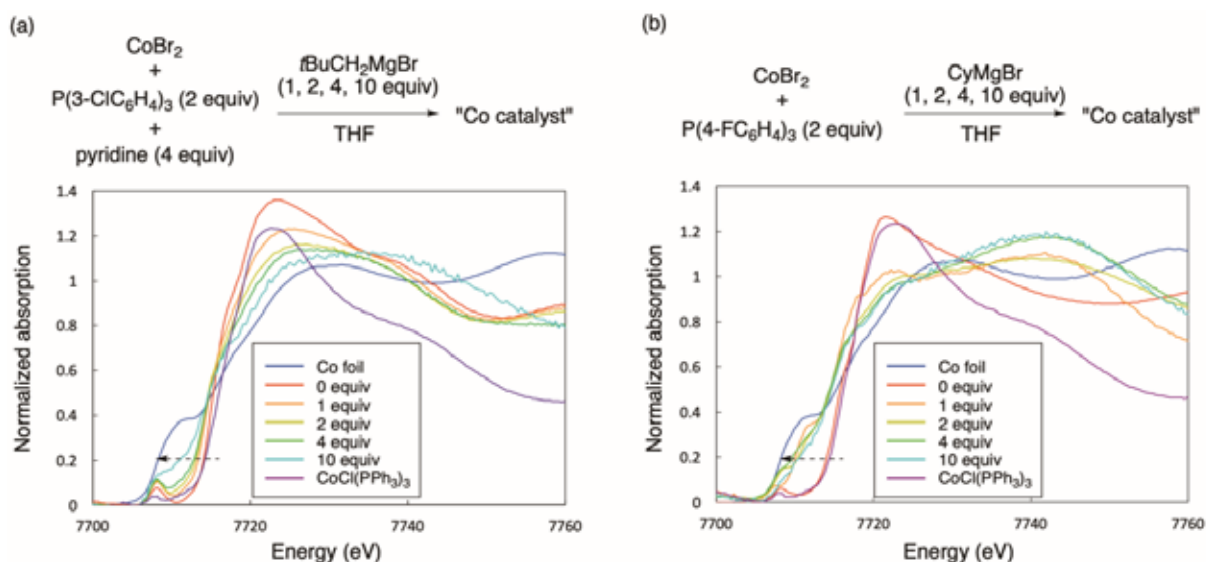 (a)
CoBr2
+
P(3-ClC6H4)3 (2 equiv)
+
pyridine (4 equiv)
tBuCH2MgBr
(1, 2, 4, 10 equiv)
THF
"Co catalyst"
1.4
1.2
1
0.8
0.6
0.4
0.2
0
Normalized absorption
Co foil
0 equiv
1 equiv
2 equiv
4 equiv
10 equiv
CoCl(PPh3)3
7700
7720
7740
7760
Energy (eV)
(b)
CoBr2
+
P(4-FC6H4)3 (2 equiv)
CyMgBr
(1, 2, 4, 10 equiv)
THF
"Co catalyst"
1.4
1.2
1
0.8
0.6
0.4
0.2
0
Normalized absorption
Co foil
0 equiv
1 equiv
2 equiv
4 equiv
10 equiv
CoCl(PPh3)3
7700
7720
7740
7760
Energy (eV)